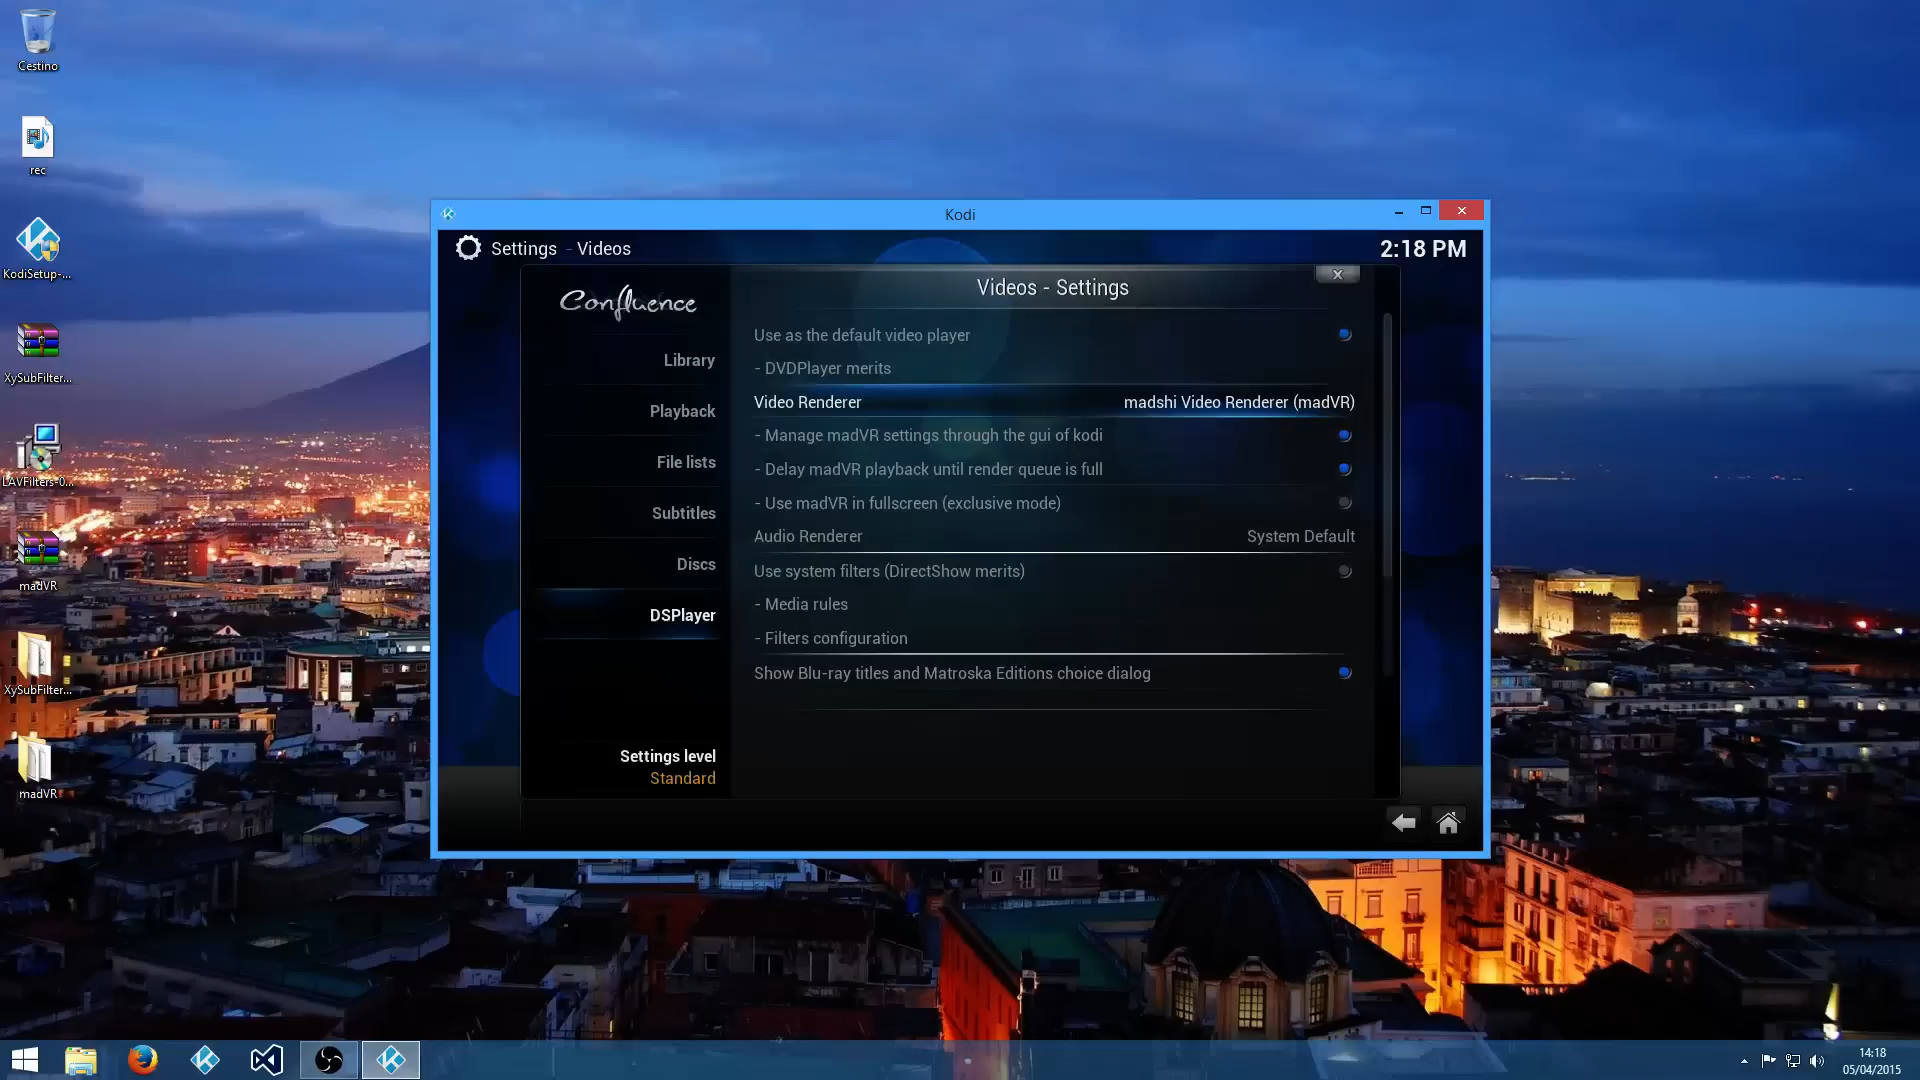 Cestino
rec
KodiSetup-...
XySubFilter...
LAVFilters-0...
madVR
XySubFilter...
madVR
Kodi
Settings - Videos
2:18 PM
Confluence
Videos - Settings
x
Library
Playback
File lists
Subtitles
Discs
DSPlayer
Settings level
Standard
Use as the default video player
- DVDPlayer merits
Video Renderer madshi Video Renderer (madVR)
- Manage madVR settings through the gui of kodi
- Delay madVR playback until render queue is full
- Use madVR in fullscreen (exclusive mode)
Audio Renderer System Default
Use system filters (DirectShow merits)
- Media rules
- Filters configuration
Show Blu-ray titles and Matroska Editions choice dialog
14:18
05/04/2015